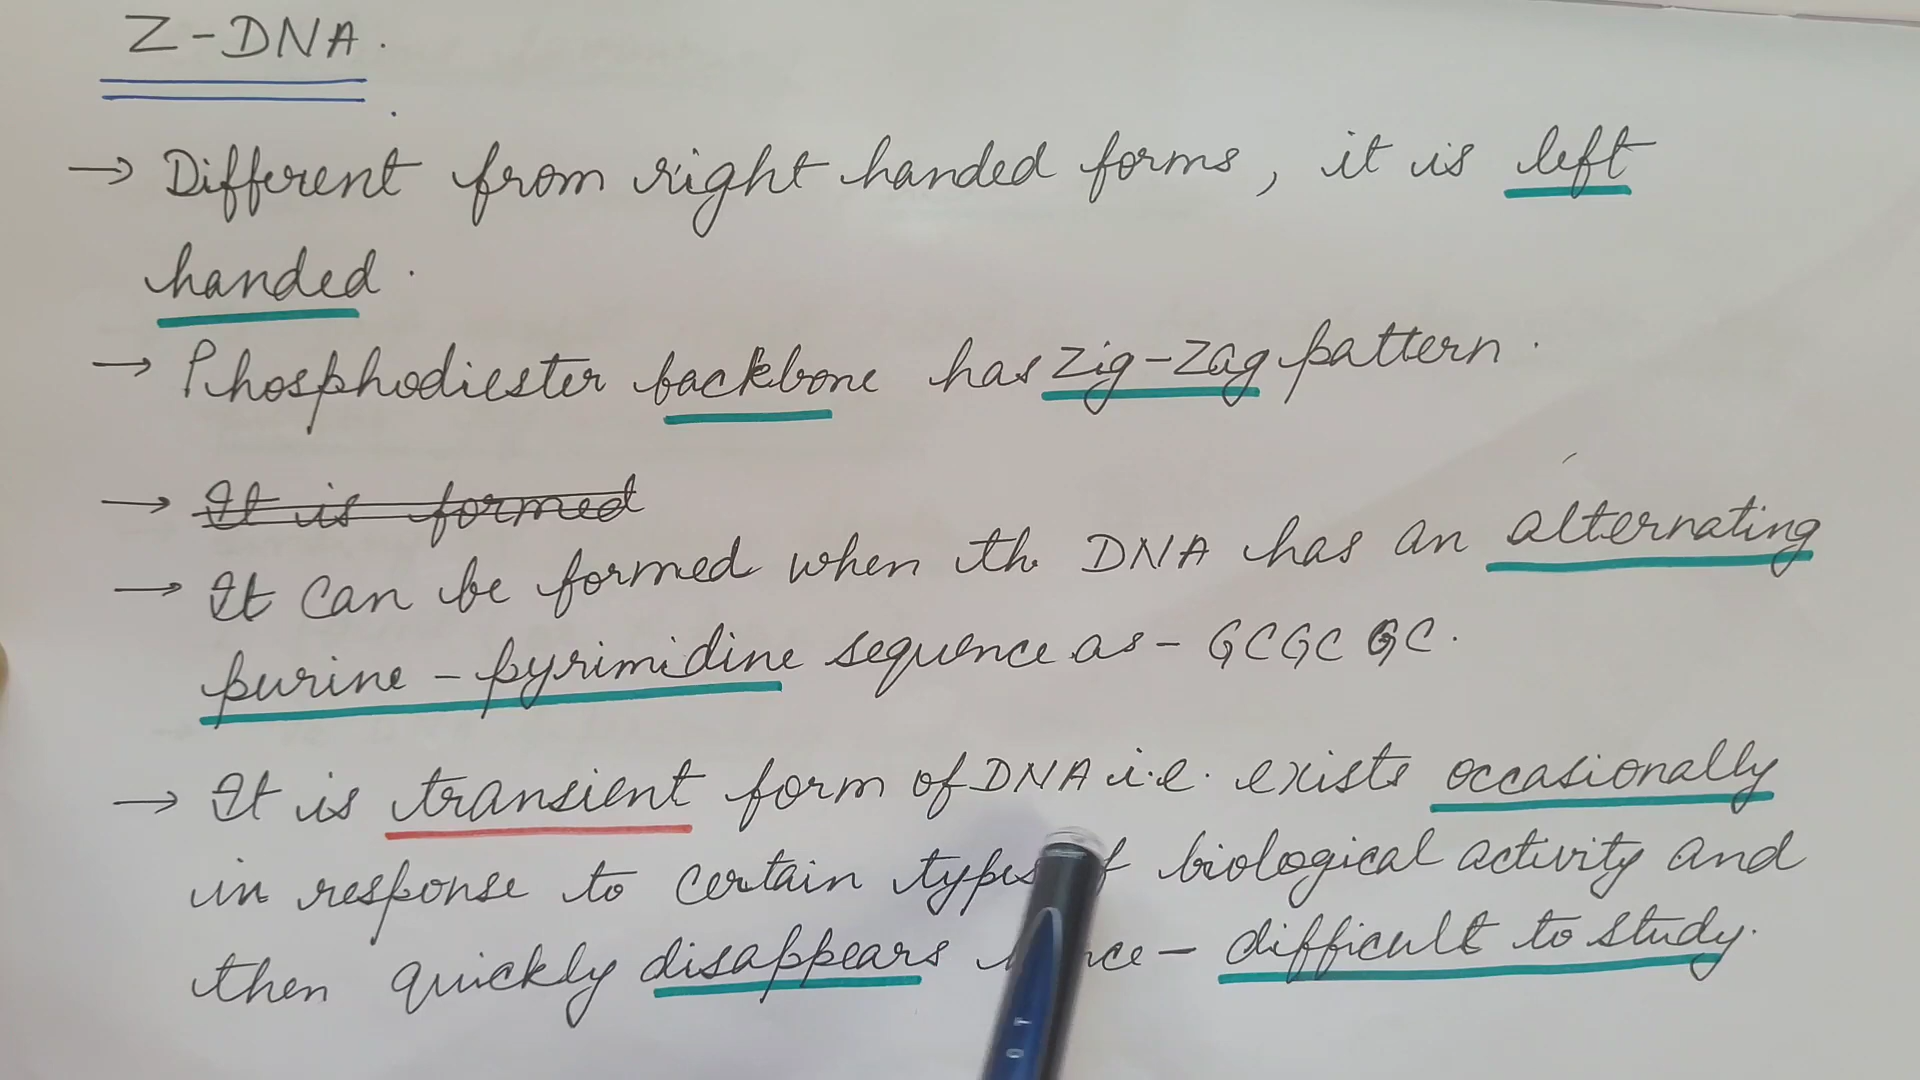 Z-DNA.
→ Different from right handed forms, it is left
handed.
→ Phosphodiester backbone has Zig-Zag pattern.
→ It is formed
→ It can be formed when th. DNA has an alternating
purine - pyrimidine sequence as - GCGC GC.
→ It is transient form of DNA i.e. exists occasionally
in response to certain types biological activity and
then quickly disappears - difficult to study.